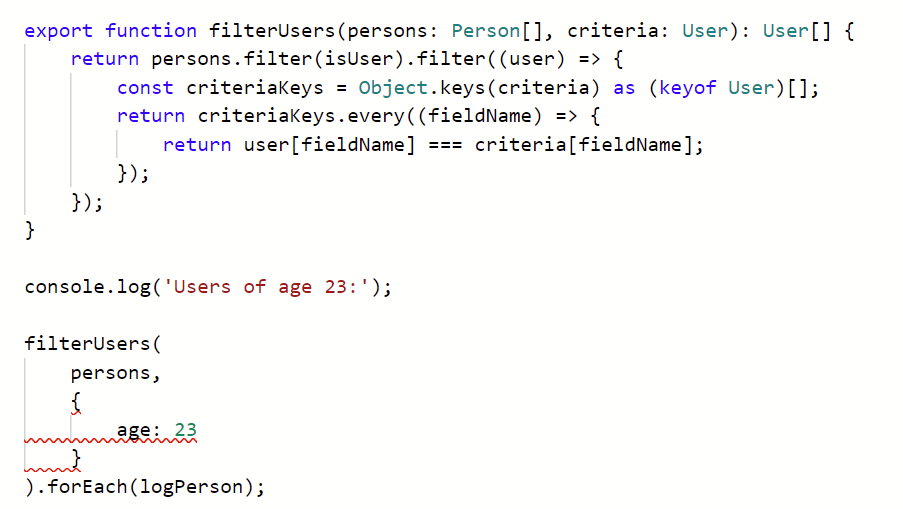 export function filterUsers(persons: Person[], criteria: User): User[] {
    return persons.filter(isUser).filter((user) => {
        const criteriaKeys = Object.keys(criteria) as (keyof User)[];
        return criteriaKeys.every((fieldName) => {
            return user[fieldName] === criteria[fieldName];
        });
    });
}

console.log('Users of age 23:');

filterUsers(
    persons,
    {
        age: 23
    }
).forEach(logPerson);